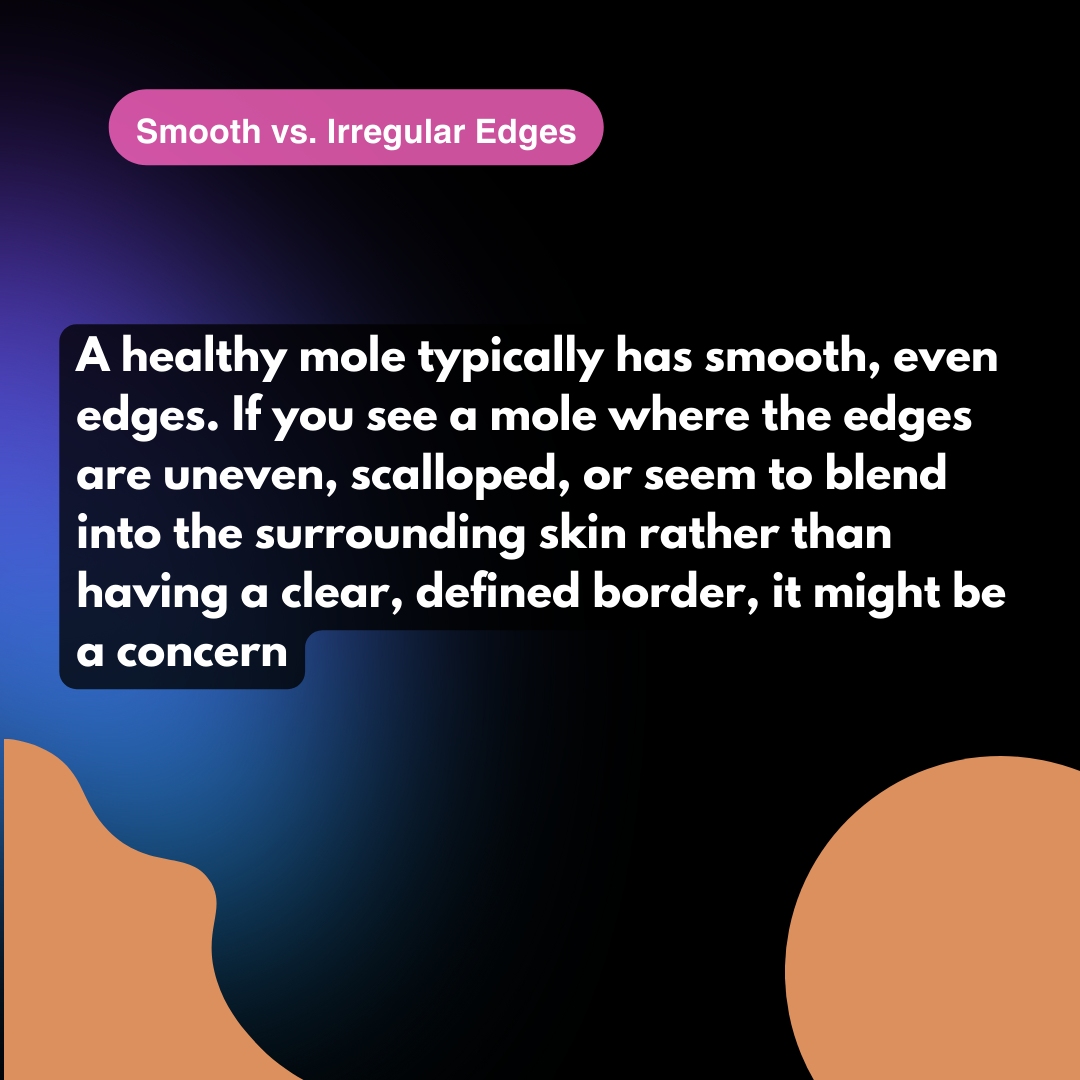 Smooth vs. Irregular Edges
A healthy mole typically has smooth, even
edges. If you see a mole where the edges
are uneven, scalloped, or seem to blend
into the surrounding skin rather than
having a clear, defined border, it might be
a concern